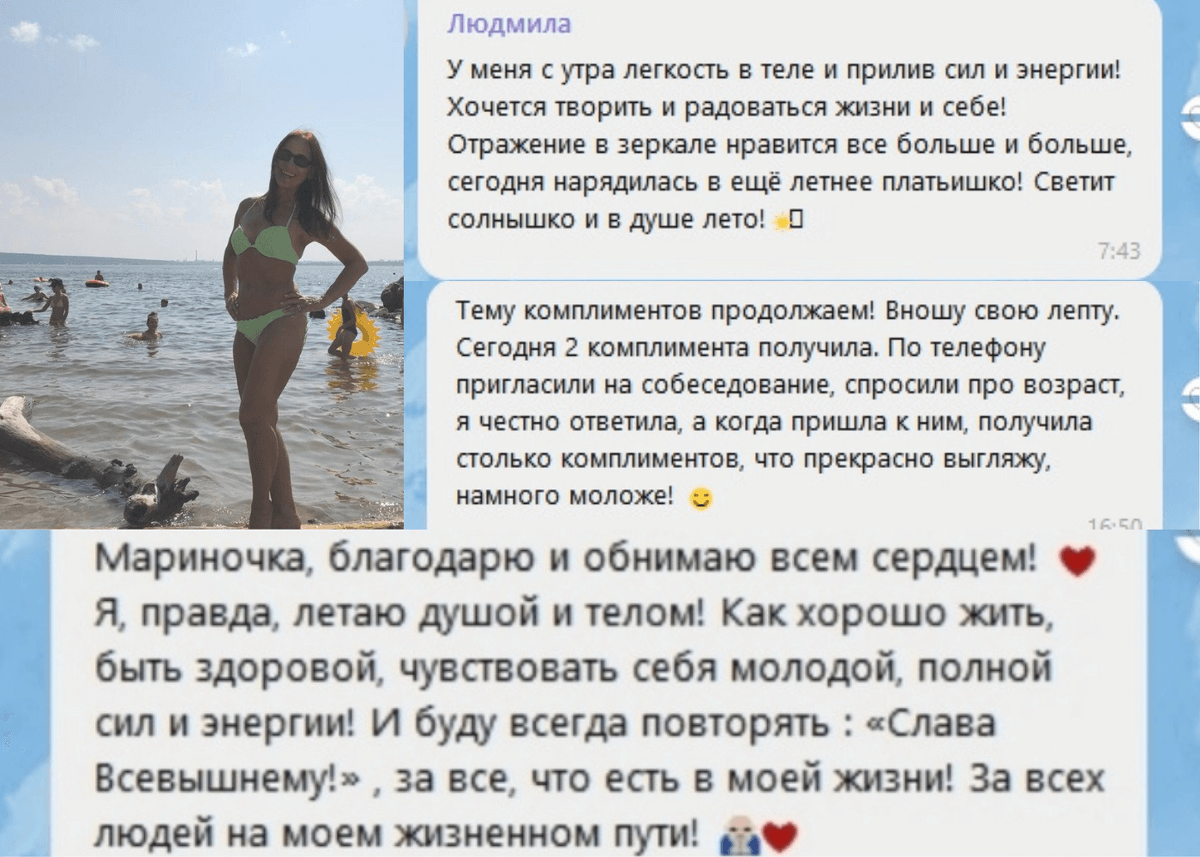 Людмила
У меня с утра легкость в теле и прилив сил и энергии!
Хочется творить и радоваться жизни и себе!
Отражение в зеркале нравится все больше и больше,
сегодня нарядилась в ещё летнее платьишко! Светит
солнышко и в душе лето! ☀️
7:43
Тему комплиментов продолжаем! Вношу свою лепту.
Сегодня 2 комплимента получила. По телефону
пригласили на собеседование, спросили про возраст,
я честно ответила, а когда пришла к ним, получила
столько комплиментов, что прекрасно выгляжу,
намного моложе! 😊
16:50
Мариночка, благодарю и обнимаю всем сердцем! ❤
Я, правда, летаю душой и телом! Как хорошо жить,
быть здоровой, чувствовать себя молодой, полной
сил и энергии! И буду всегда повторять : «Слава
Всевышнему!» , за все, что есть в моей жизни! За всех
людей на моем жизненном пути! ❤